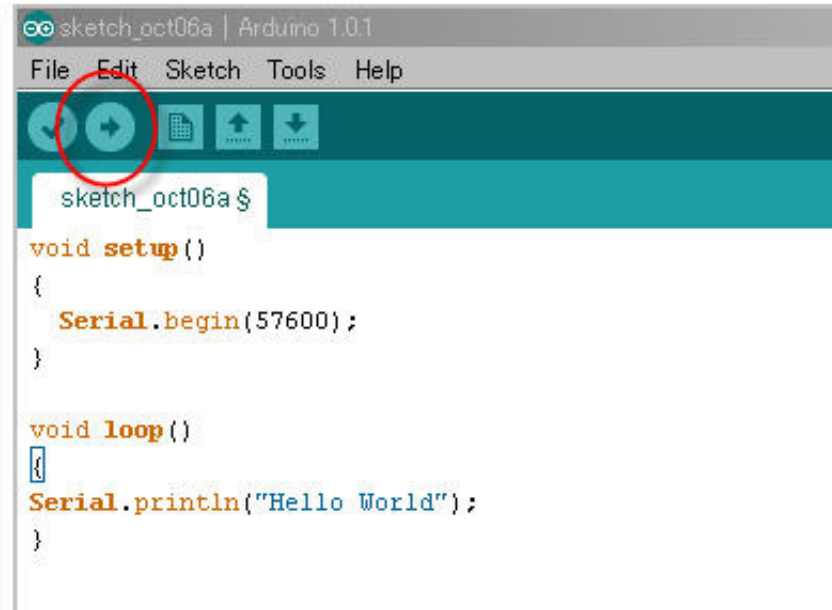 sketch_oct06a | Arduino 1.0.1
File Edit Sketch Tools Help
sketch_oct06a §
void setup()
{
  Serial.begin(57600);
}
void loop()
{
Serial.println("Hello World");
}